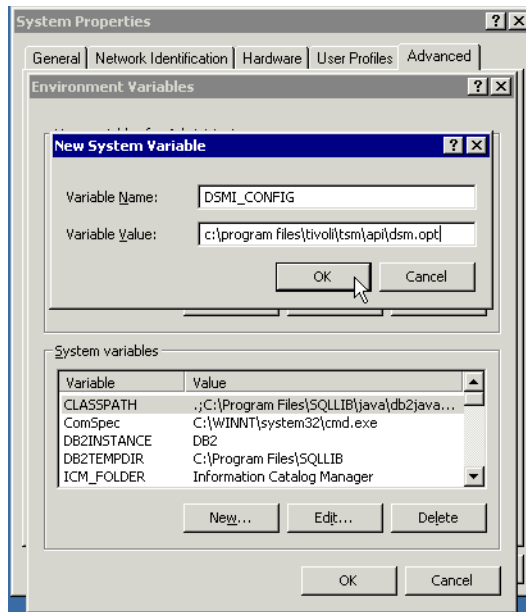 System Properties
General Network Identification Hardware User Profiles Advanced
Environment Variables
New System Variable
Variable Name: DSMI_CONFIG
Variable Value: c:\program files\tivoli\tsm\api\dsm.opt
OK Cancel
System variables
Variable Value
CLASSPATH .;C:\Program Files\SQLLIB\java\db2java...
ComSpec C:\WINNT\system32\cmd.exe
DB2INSTANCE DB2
DB2TEMPDIR C:\Program Files\SQLLIB
ICM_FOLDER Information Catalog Manager
New... Edit... Delete
OK Cancel